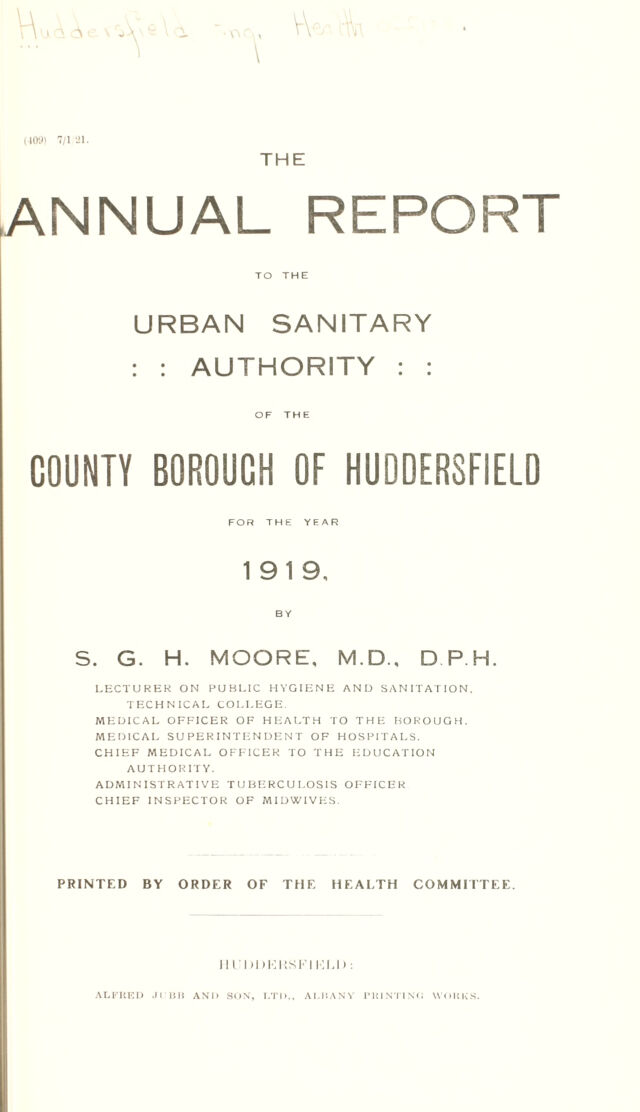 Huddersfield Eng. Health
(409) 7/1/21.
THE
ANNUAL REPORT
TO THE
URBAN SANITARY
: : AUTHORITY : :
OF THE
COUNTY BOROUGH OF HUDDERSFIELD
FOR THE YEAR
1919,
BY
S. G. H. MOORE, M.D., D.P.H.
LECTURER ON PUBLIC HYGIENE AND SANITATION,
TECHNICAL COLLEGE.
MEDICAL OFFICER OF HEALTH TO THE BOROUGH.
MEDICAL SUPERINTENDENT OF HOSPITALS.
CHIEF MEDICAL OFFICER TO THE EDUCATION
AUTHORITY.
ADMINISTRATIVE TUBERCULOSIS OFFICER
CHIEF INSPECTOR OF MIDWIVES.
PRINTED BY ORDER OF THE HEALTH COMMITTEE.
HUDDERSFIELD:
ALFRED JUBB AND SON, LTD., ALBANY PRINTING WORKS.